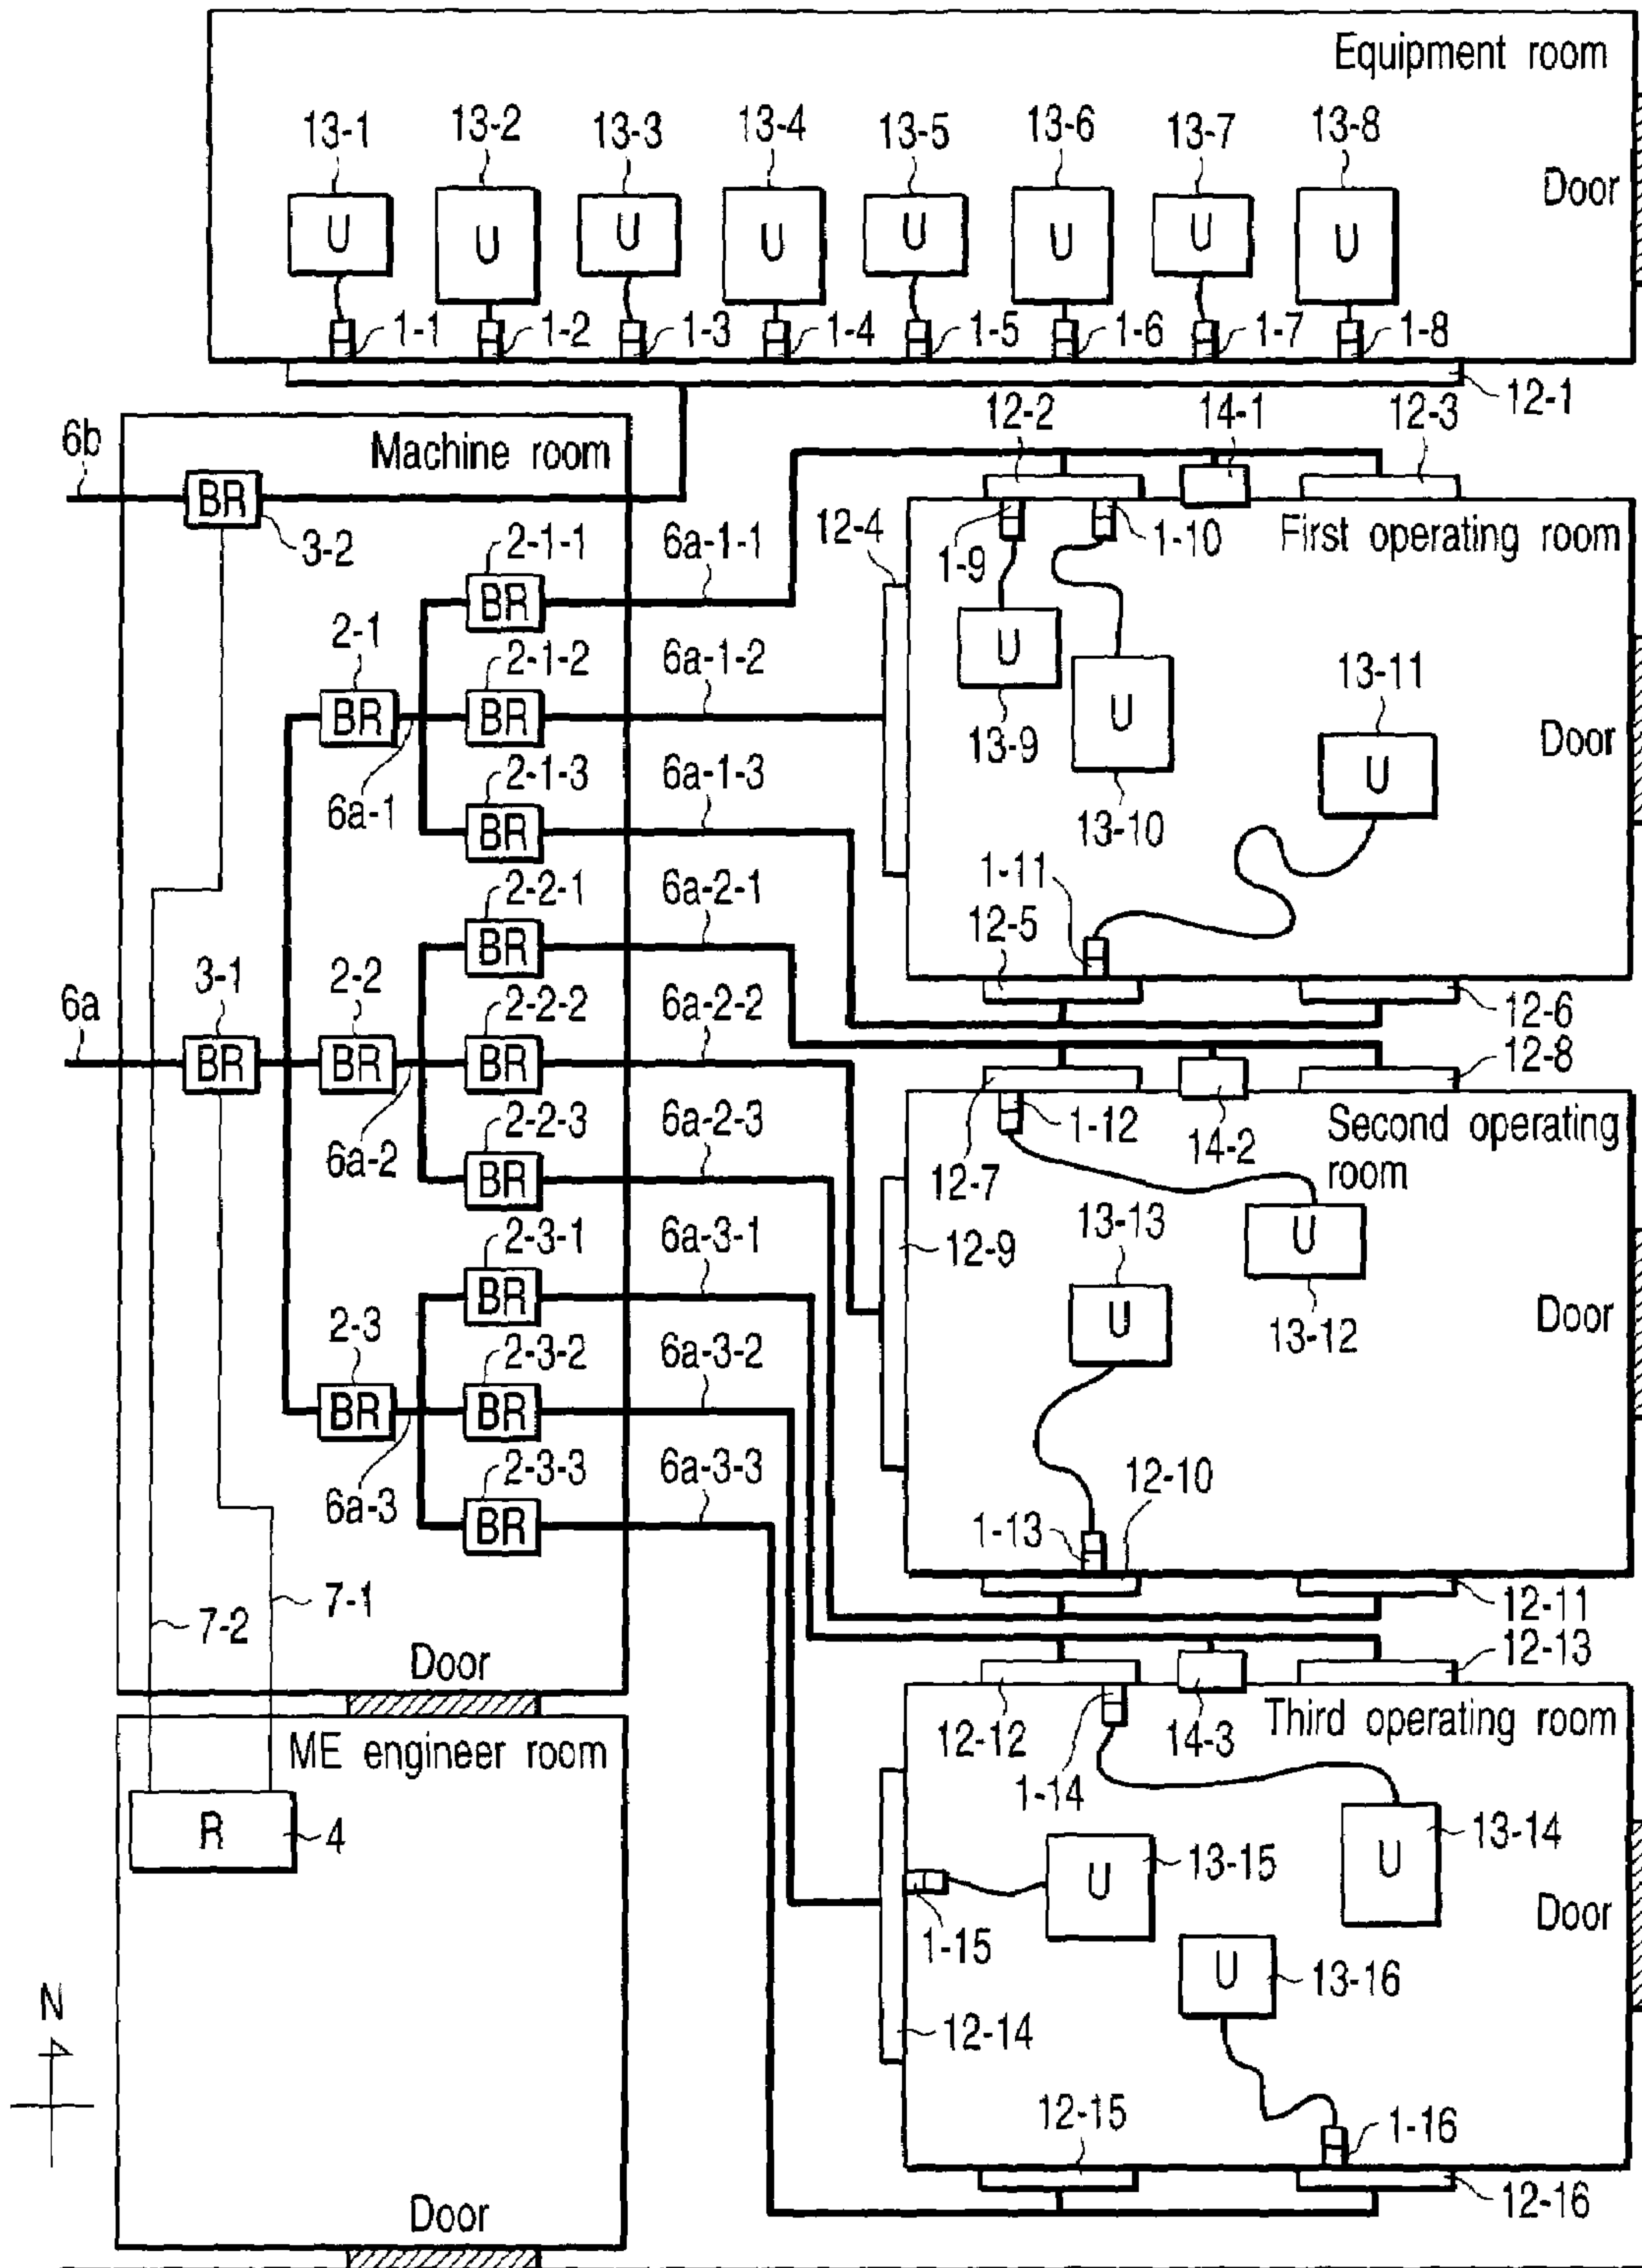 Equipment room
13-1 13-2 13-3 13-4 13-5 13-6 13-7 13-8
Door
U U U U U U U U
1-1 1-2 1-3 1-4 1-5 1-6 1-7 1-8
12-1
6b
Machine room
BR
3-2
2-1-1
BR
6a-1-1
2-1
BR
2-1-2
BR
6a-1-2
6a-1
2-1-3
BR
6a-1-3
2-2-1
BR
6a-2-1
6a
3-1
BR
2-2
BR
2-2-2
BR
6a-2-2
6a-2
2-2-3
BR
6a-2-3
2-3-1
BR
6a-3-1
2-3
BR
2-3-2
BR
6a-3-2
6a-3
2-3-3
BR
6a-3-3
7-1
7-2
Door
ME engineer room
R
4
N
Door
12-2 14-1 12-3
12-4
1-9
1-10
First operating room
U
13-9
U
13-10
13-11
U
Door
1-11
12-5
12-6
12-8
1-12
14-2
Second operating
room
12-7
12-9
13-13
U
U
13-12
Door
12-10
1-13
12-11
12-13
12-12
14-3
Third operating room
1-14
U
13-14
U
13-15
1-15
Door
U
13-16
12-14
12-15
1-16
12-16